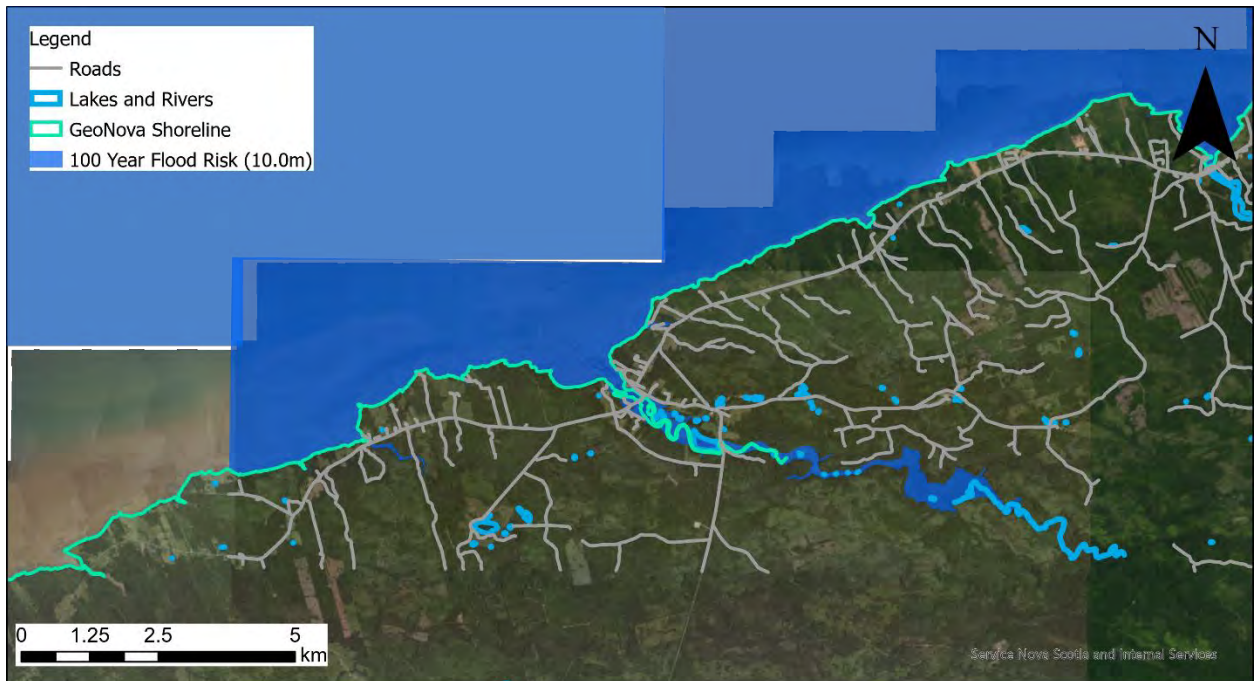 Legend
Roads
Lakes and Rivers
GeoNova Shoreline
100 Year Flood Risk (10.0m)
N
0 1.25 2.5 5
km
Service Nova Scotia and Internal Services